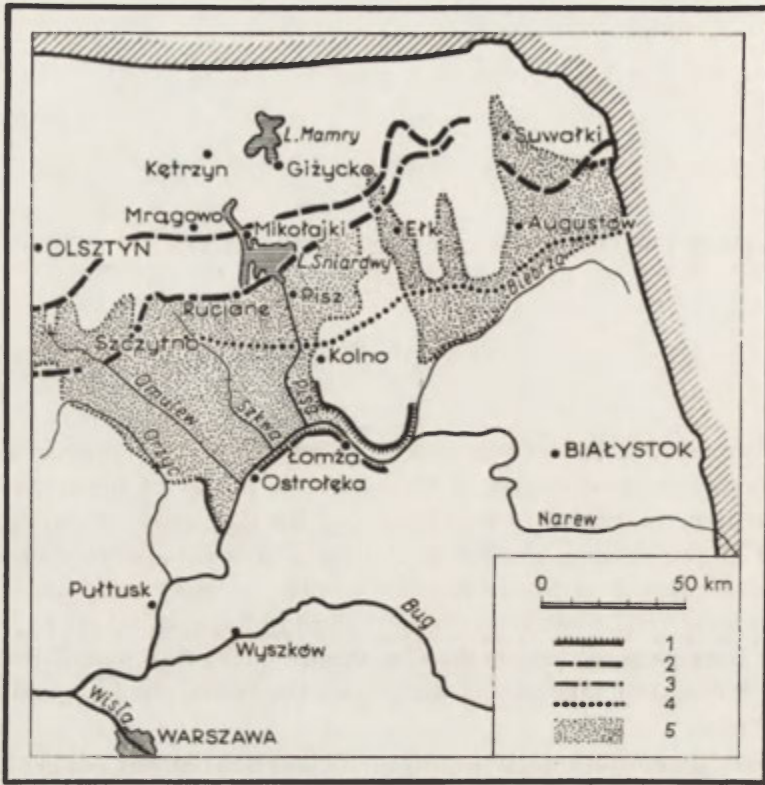 Suwałki
L. Mamry
Kętrzyn
Giżycko
Mrągowo
Mikołajki
Ełk
Augustów
OLSZTYN
L. Śniardwy
Biebrza
Ruciane
Pisz
Szczytno
Kolno
Omulew
Szkwa
Pisa
Orzyc
Łomża
BIAŁYSTOK
Ostrołęka
Narew
0 50 km
Pułtusk
Bug
Wyszków
1
2
3
4
5
Wisła
WARSZAWA